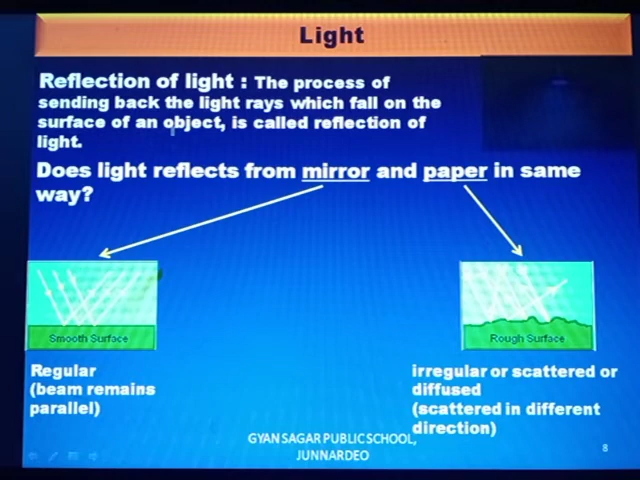 Light
Reflection of light : The process of
sending back the light rays which fall on the
surface of an object, is called reflection of
light.
Does light reflects from mirror and paper in same
way?
Smooth Surface
Rough Surface
Regular
(beam remains
parallel)
irregular or scattered or
diffused
(scattered in different
direction)
GYAN SAGAR PUBLIC SCHOOL,
JUNNARDEO
8